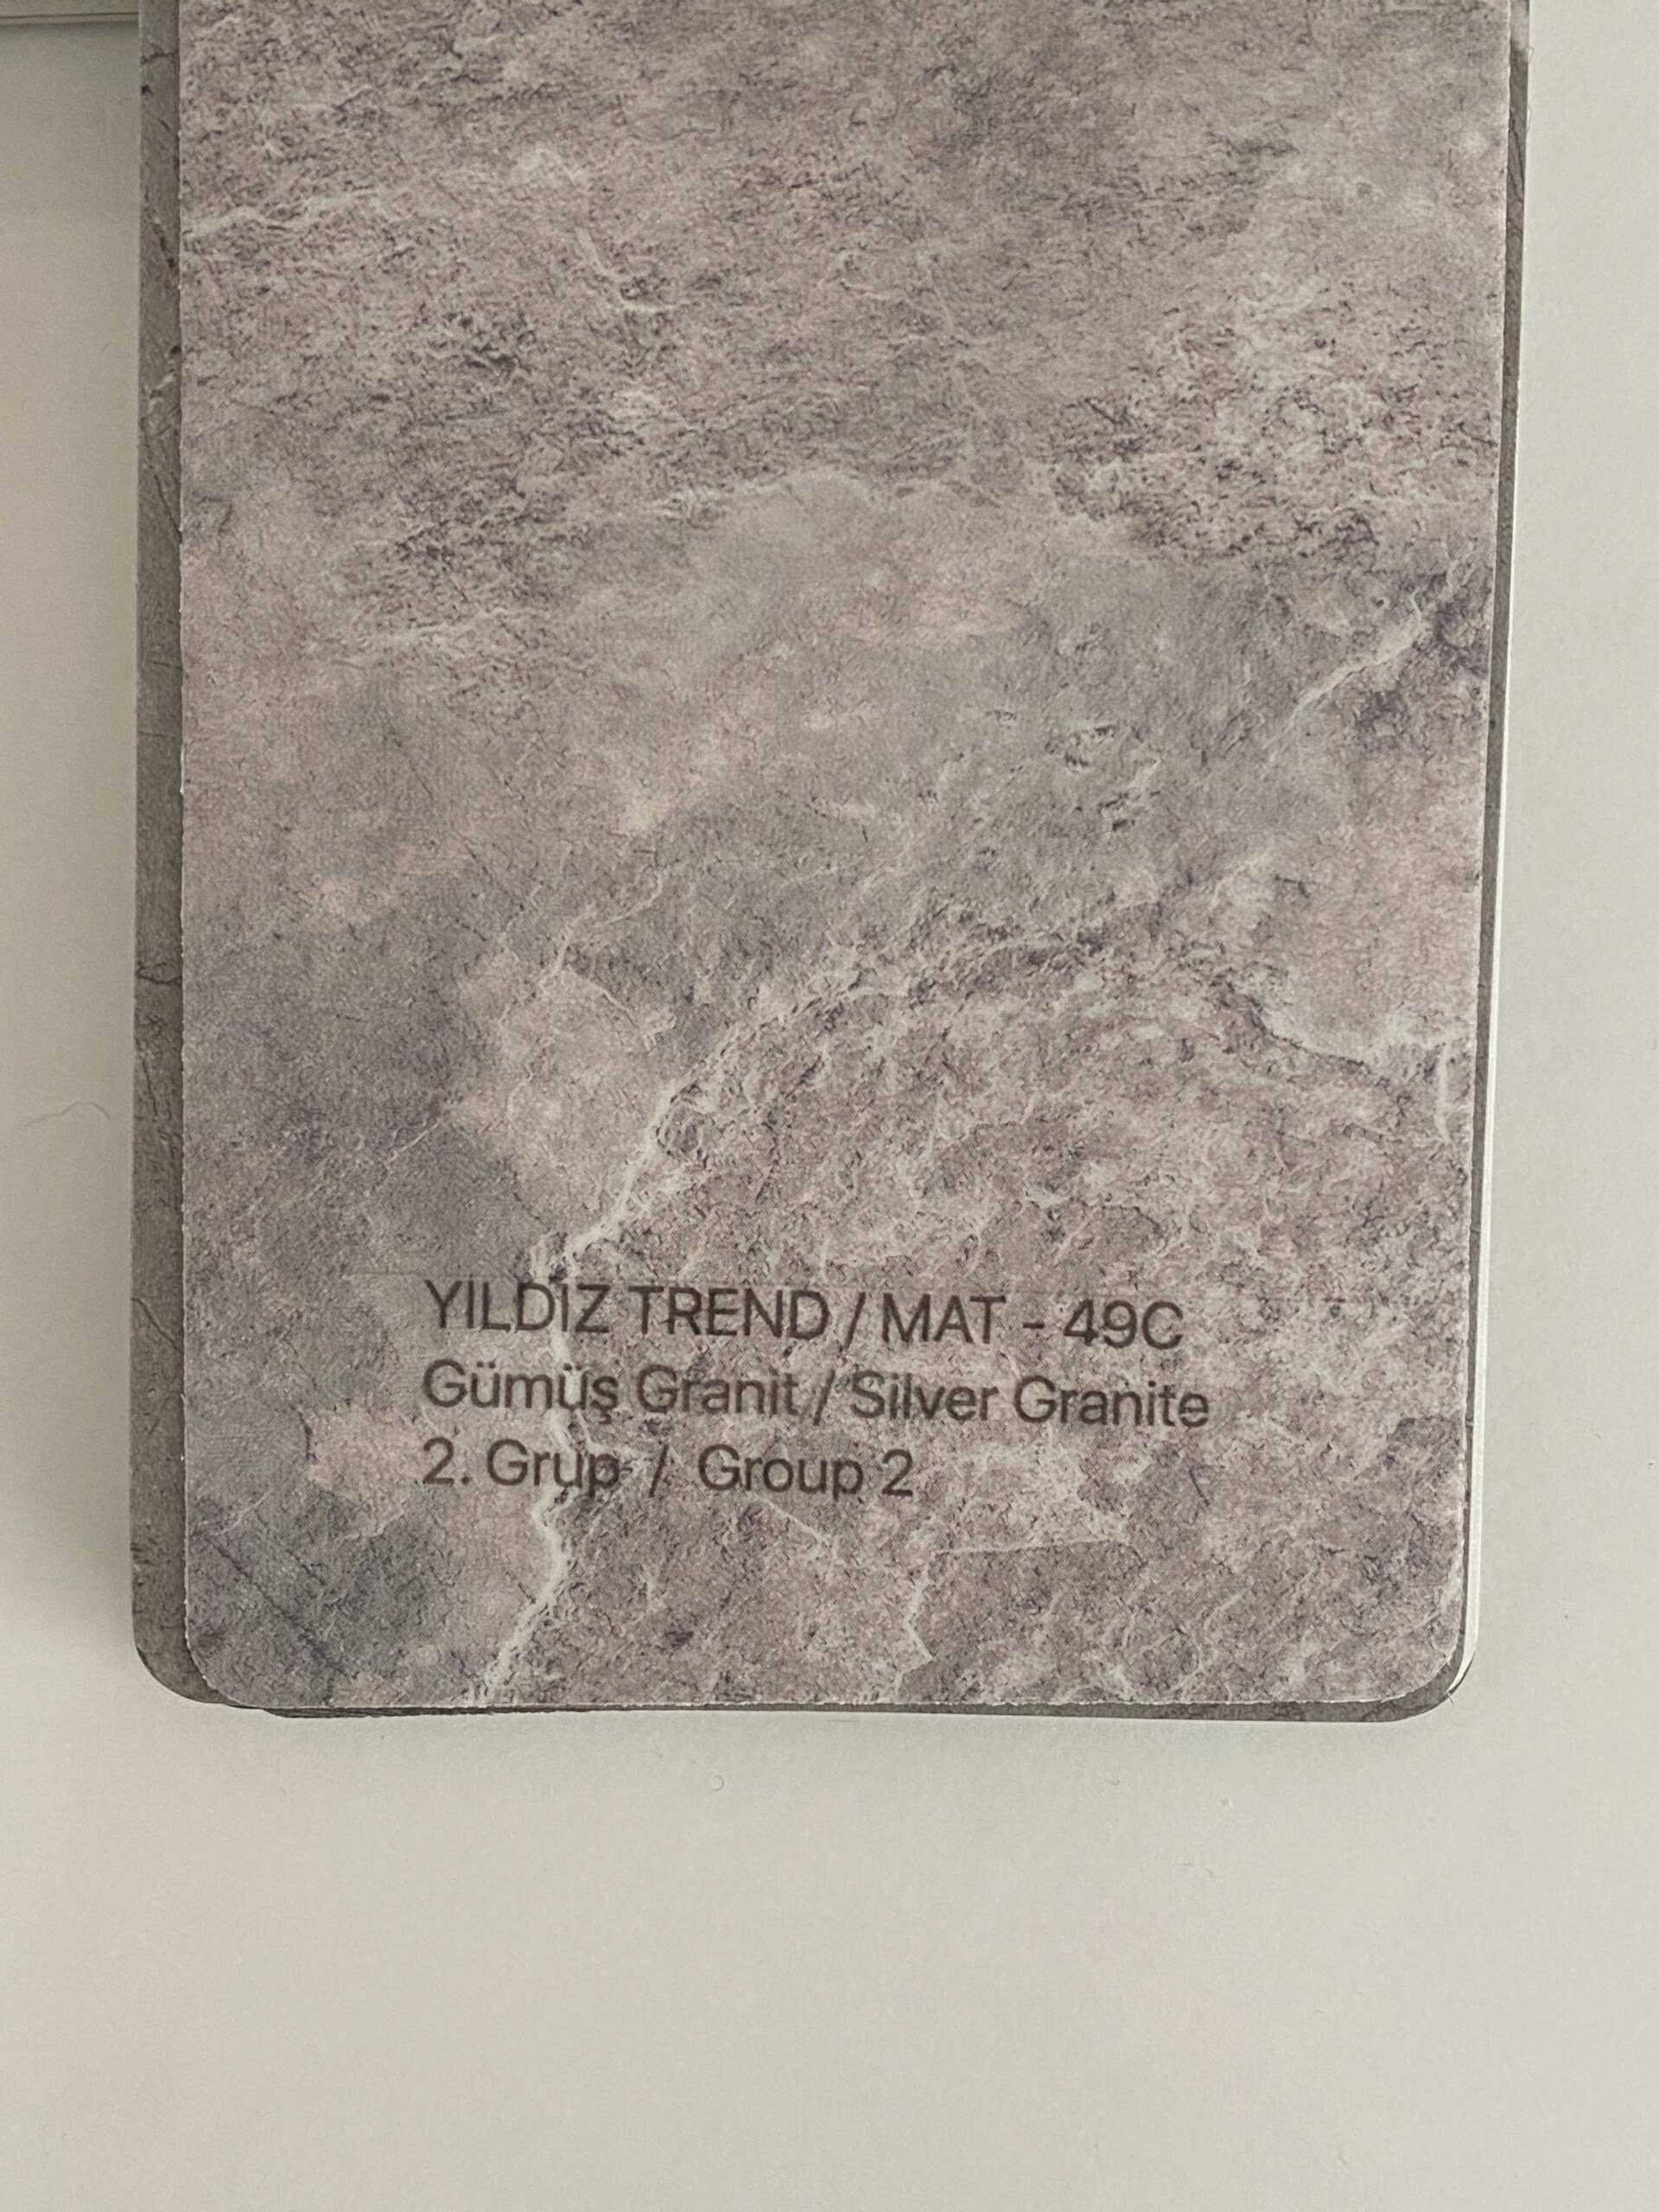 YILDIZ TREND / MAT - 49C
Gümüş Granit / Silver Granite
2. Grup / Group 2